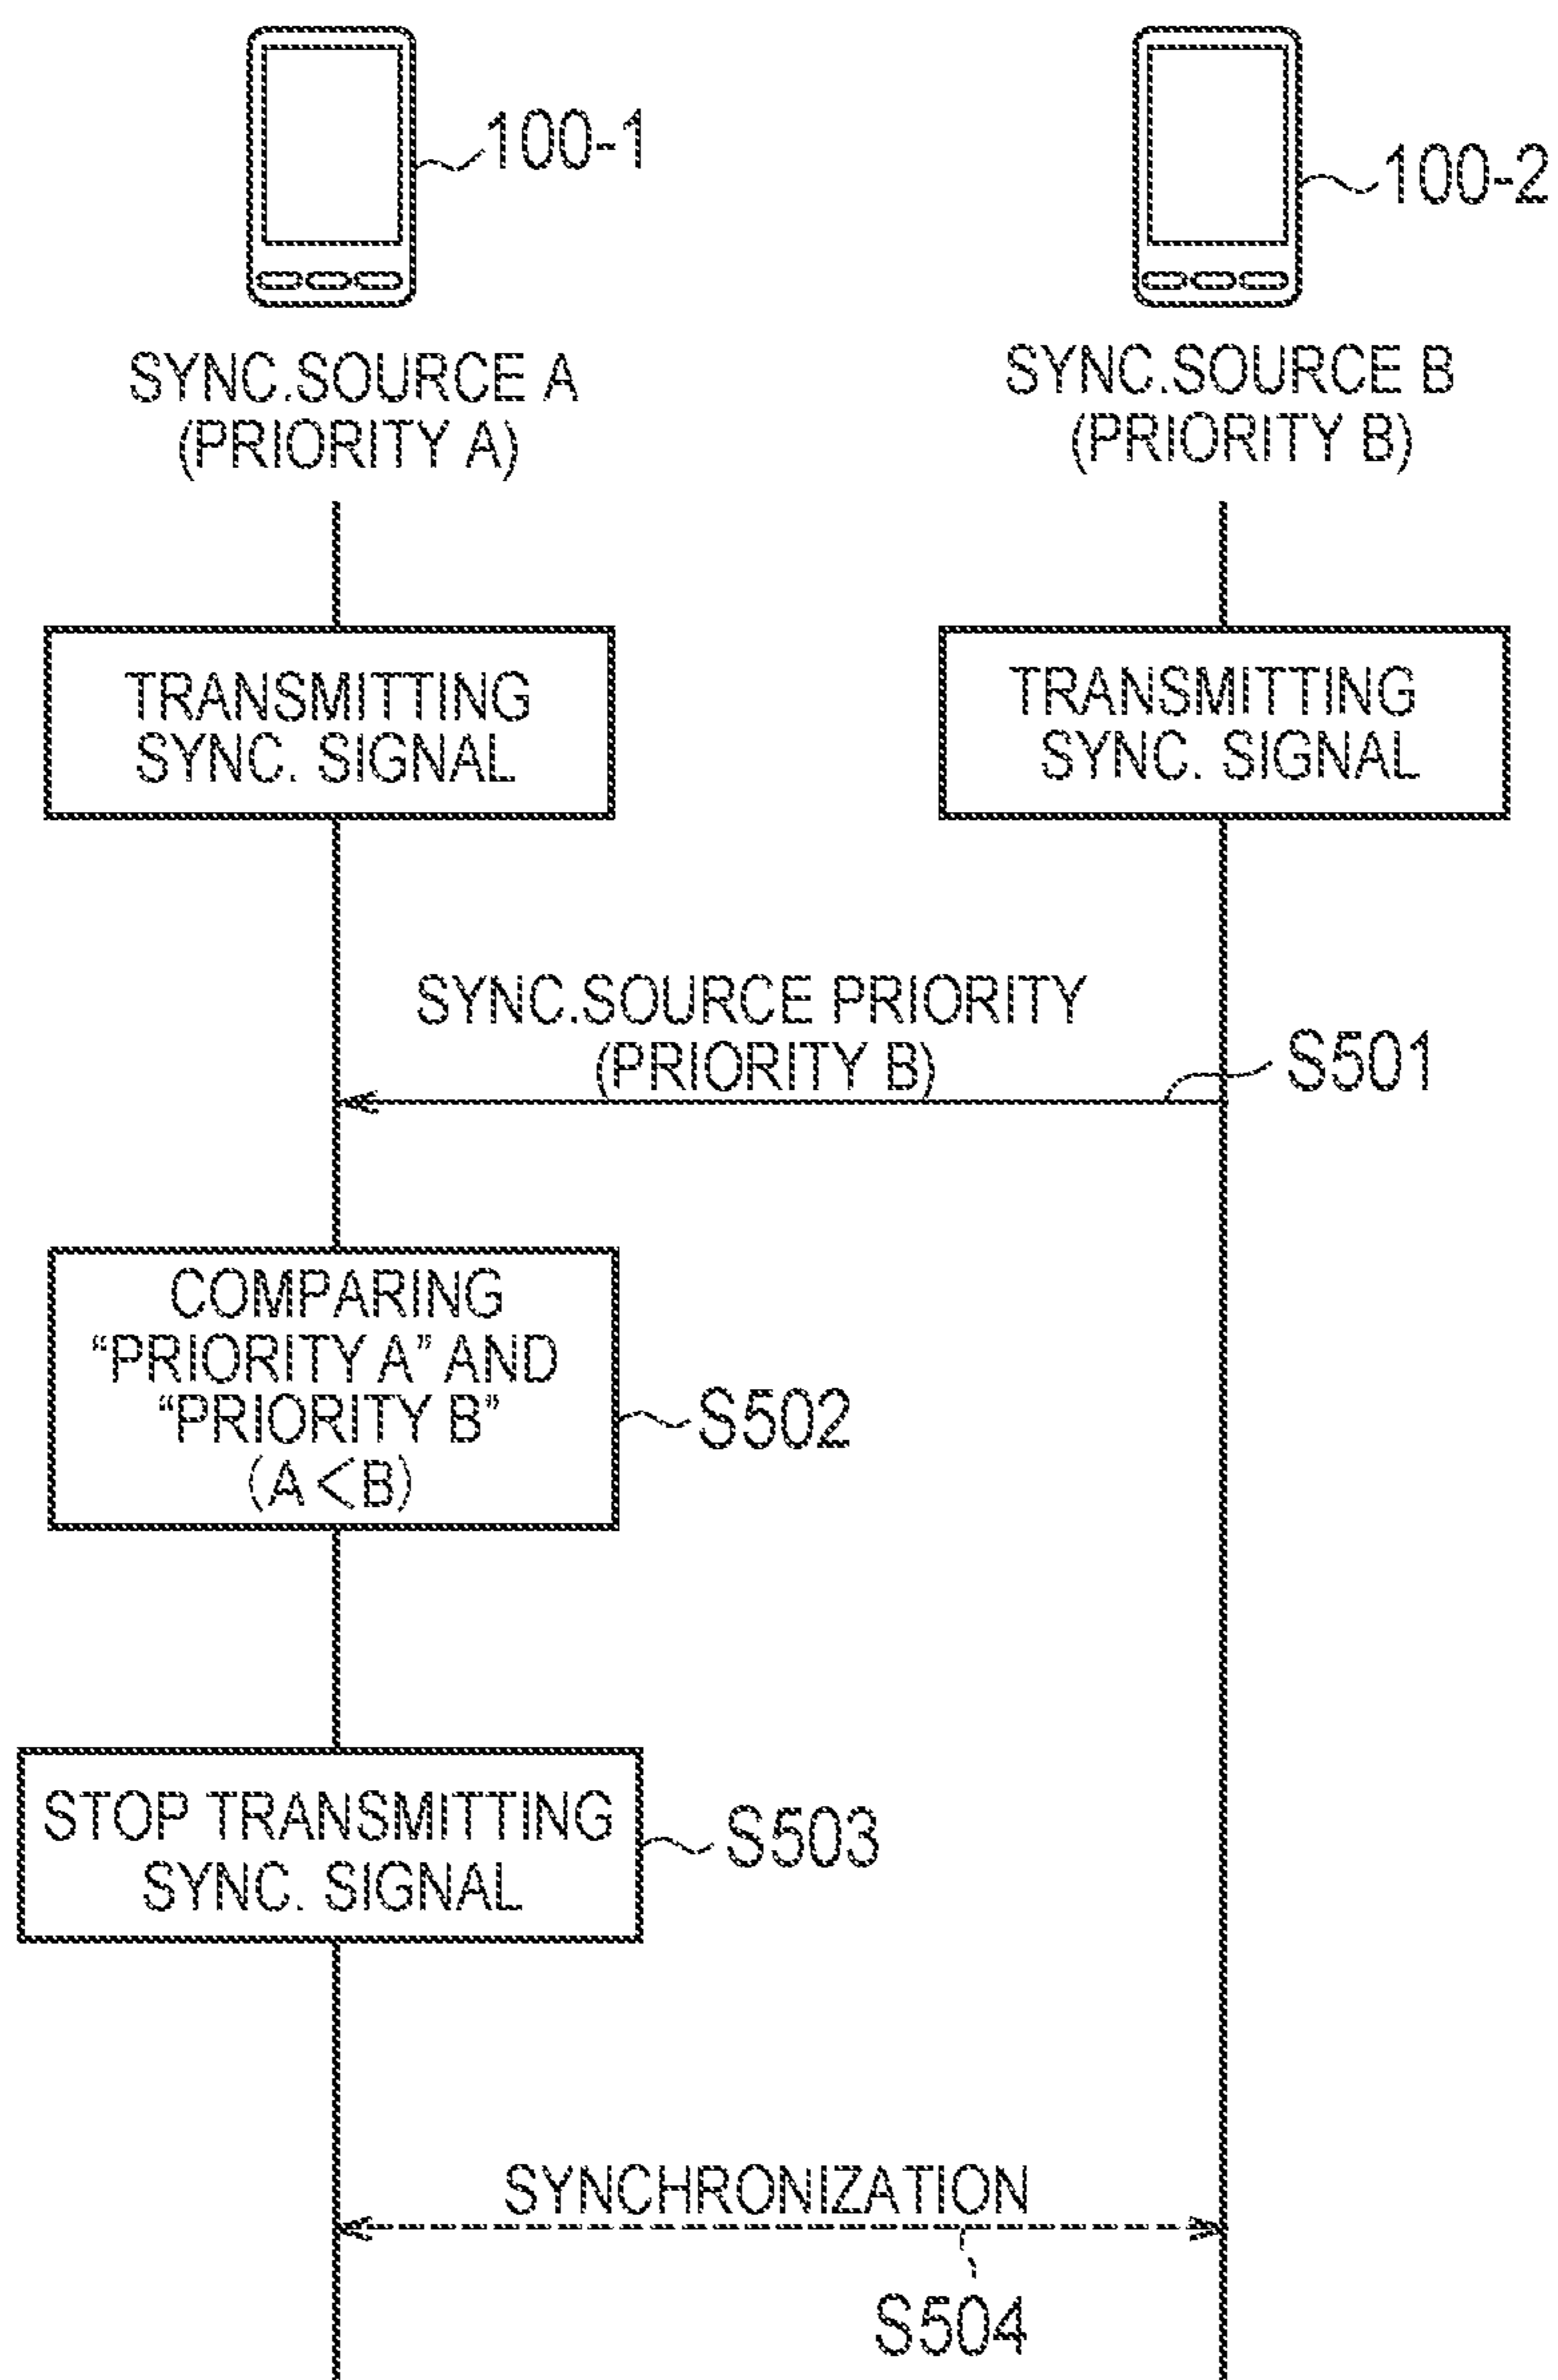 100-1
100-2
SYNC.SOURCE A
(PRIORITY A)
SYNC.SOURCE B
(PRIORITY B)
TRANSMITTING
SYNC. SIGNAL
TRANSMITTING
SYNC. SIGNAL
SYNC.SOURCE PRIORITY
(PRIORITY B)
S501
COMPARING
“PRIORITY A” AND
“PRIORITY B”
(A<B)
S502
STOP TRANSMITTING
SYNC. SIGNAL
S503
SYNCHRONIZATION
S504